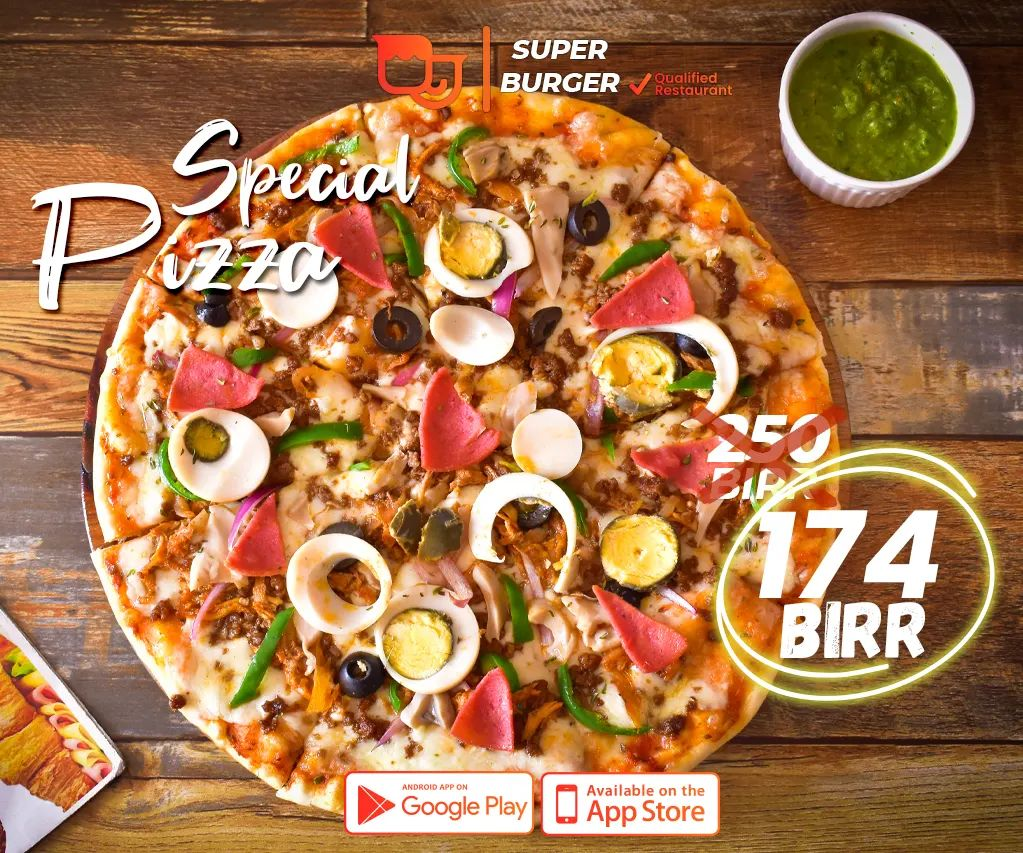 SUPER
BURGER
Qualified
Restaurant
Special
Pizza
250
BIRR
174
BIRR
ANDROID APP ON
Google Play
Available on the
App Store